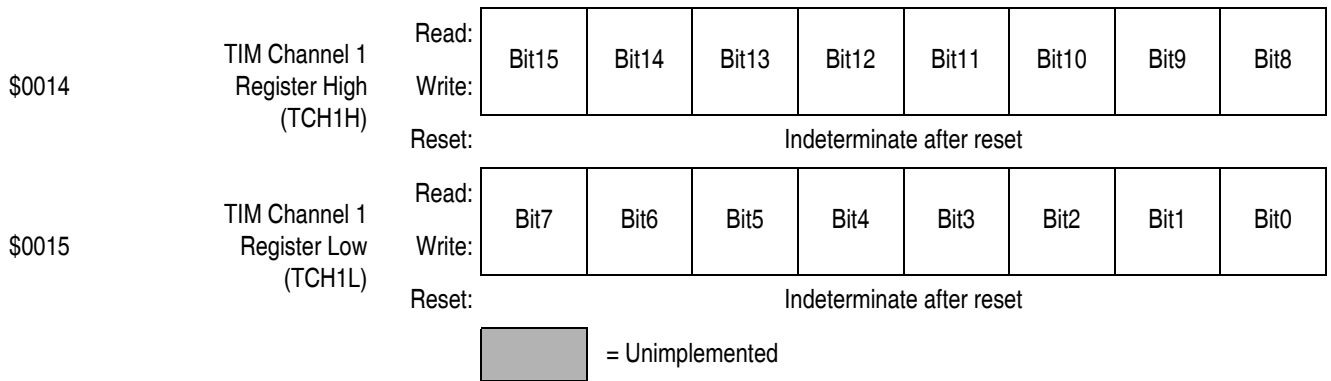 $0014
TIM Channel 1
Register High
(TCH1H)
Read:
Write:
Bit15 Bit14 Bit13 Bit12 Bit11 Bit10 Bit9 Bit8
Reset: Indeterminate after reset
$0015
TIM Channel 1
Register Low
(TCH1L)
Read:
Write:
Bit7 Bit6 Bit5 Bit4 Bit3 Bit2 Bit1 Bit0
Reset: Indeterminate after reset
= Unimplemented